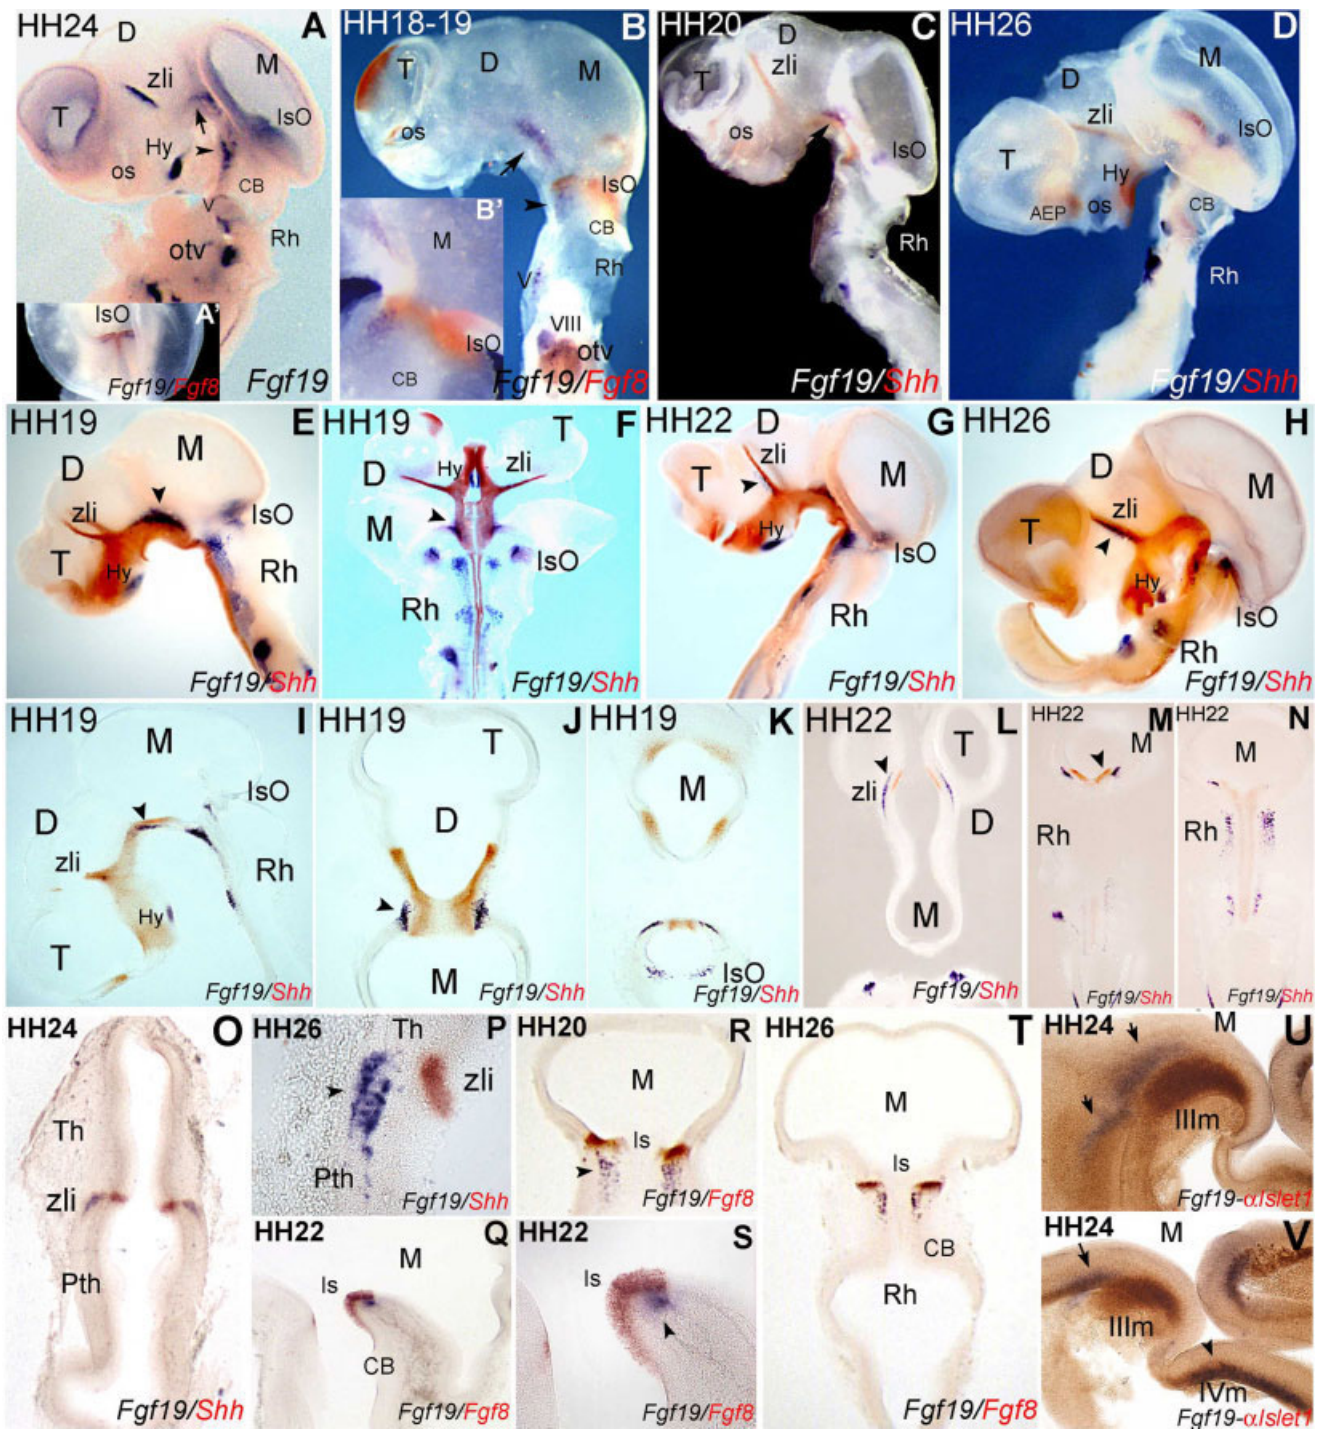 HH24 D A
zli M
T
IsO
Hy
os
CB
V
otv Rh
IsO A’
Fgf19/Fgf8
Fgf19
HH18-19 B
T D M
os
IsO
B’ CB
M
Rh
V
VIII
IsO otv
CB
Fgf19/Fgf8
HH20 D C
zli
T
os IsO
Rh
Fgf19/Shh
HH26 D
D M
zli
IsO
T
Hy
AEP os CB
Rh
Fgf19/Shh
HH19 E
M
D
zli IsO
T Hy Rh
Fgf19/Shh
HH19 F
T
Hy zli
D
M
IsO
Rh
Fgf19/Shh
HH22 D G
zli
T M
Hy
IsO
Rh
Fgf19/Shh
HH26 H
D M
zli
T
Hy
IsO
Rh
Fgf19/Shh
HH19 I
M
IsO
D
zli Rh
Hy
T
Fgf19/Shh
HH19 J
T
D
M
Fgf19/Shh
HH19 K
M
IsO
Fgf19/Shh
HH22 L
T
zli
D
M
Fgf19/Shh
HH22 M
M
Rh
Fgf19/Shh
HH22 N
M
Rh
Fgf19/Shh
HH24 O
Th
zli
Pth
Fgf19/Shh
HH26 Th P
zli
Pth
Fgf19/Shh
HH22 Q
M
Is
CB
Fgf19/Fgf8
HH20 R
M
Is
Fgf19/Fgf8
HH22 S
Is
Fgf19/Fgf8
HH26 T
M
Is
CB
Rh
Fgf19/Fgf8
HH24 M U
IIIm
Fgf19-αIslet1
HH24 M V
IIIm
IVm
Fgf19-αIslet1